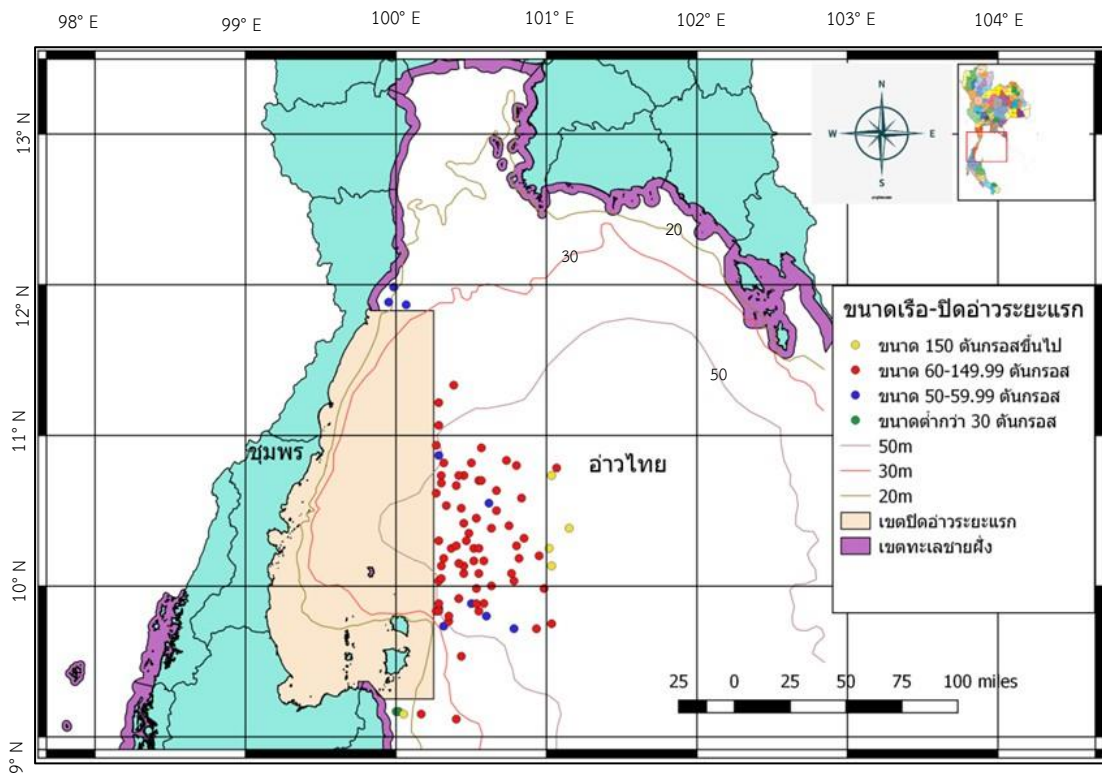 98° E 99° E 100° E 101° E 102° E 103° E 104° E
N
W E
S
13° N
20
30
12° N
50
11° N
10° N
9° N
ชุมพร
อ่าวไทย
ขนาดเรือ-ปิดอ่าวระยะแรก
ขนาด 150 ตันกรอสขึ้นไป
ขนาด 60-149.99 ตันกรอส
ขนาด 50-59.99 ตันกรอส
ขนาดต่ำกว่า 30 ตันกรอส
50m
30m
20m
เขตปิดอ่าวระยะแรก
เขตทะเลชายฝั่ง
25 0 25 50 75 100 miles